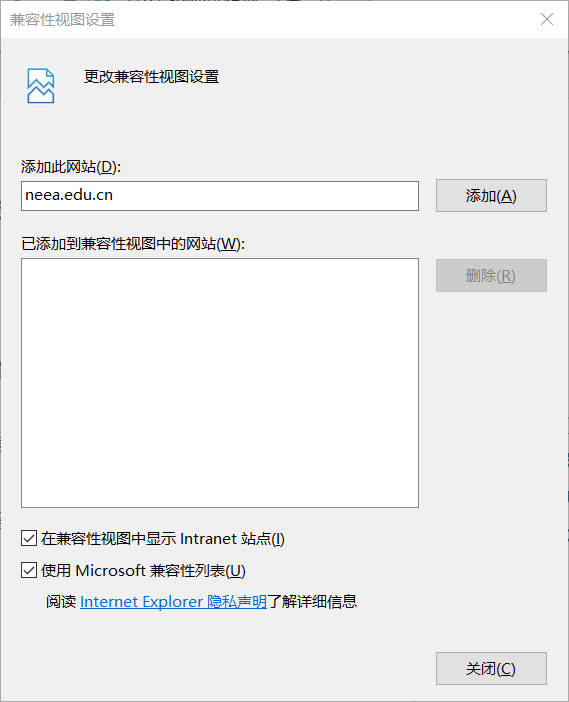 兼容性视图设置
更改兼容性视图设置
添加此网站(D):
neea.edu.cn
添加(A)
已添加到兼容性视图中的网站(W):
删除(R)
在兼容性视图中显示 Intranet 站点(I)
使用 Microsoft 兼容性列表(U)
阅读 Internet Explorer 隐私声明了解详细信息
关闭(C)